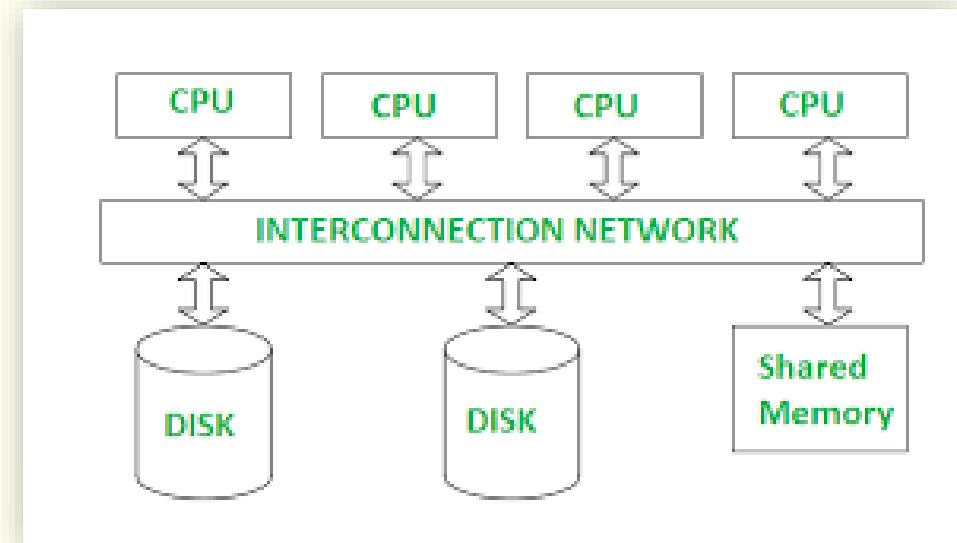 CPU
CPU
CPU
CPU
INTERCONNECTION NETWORK
DISK
DISK
Shared
Memory